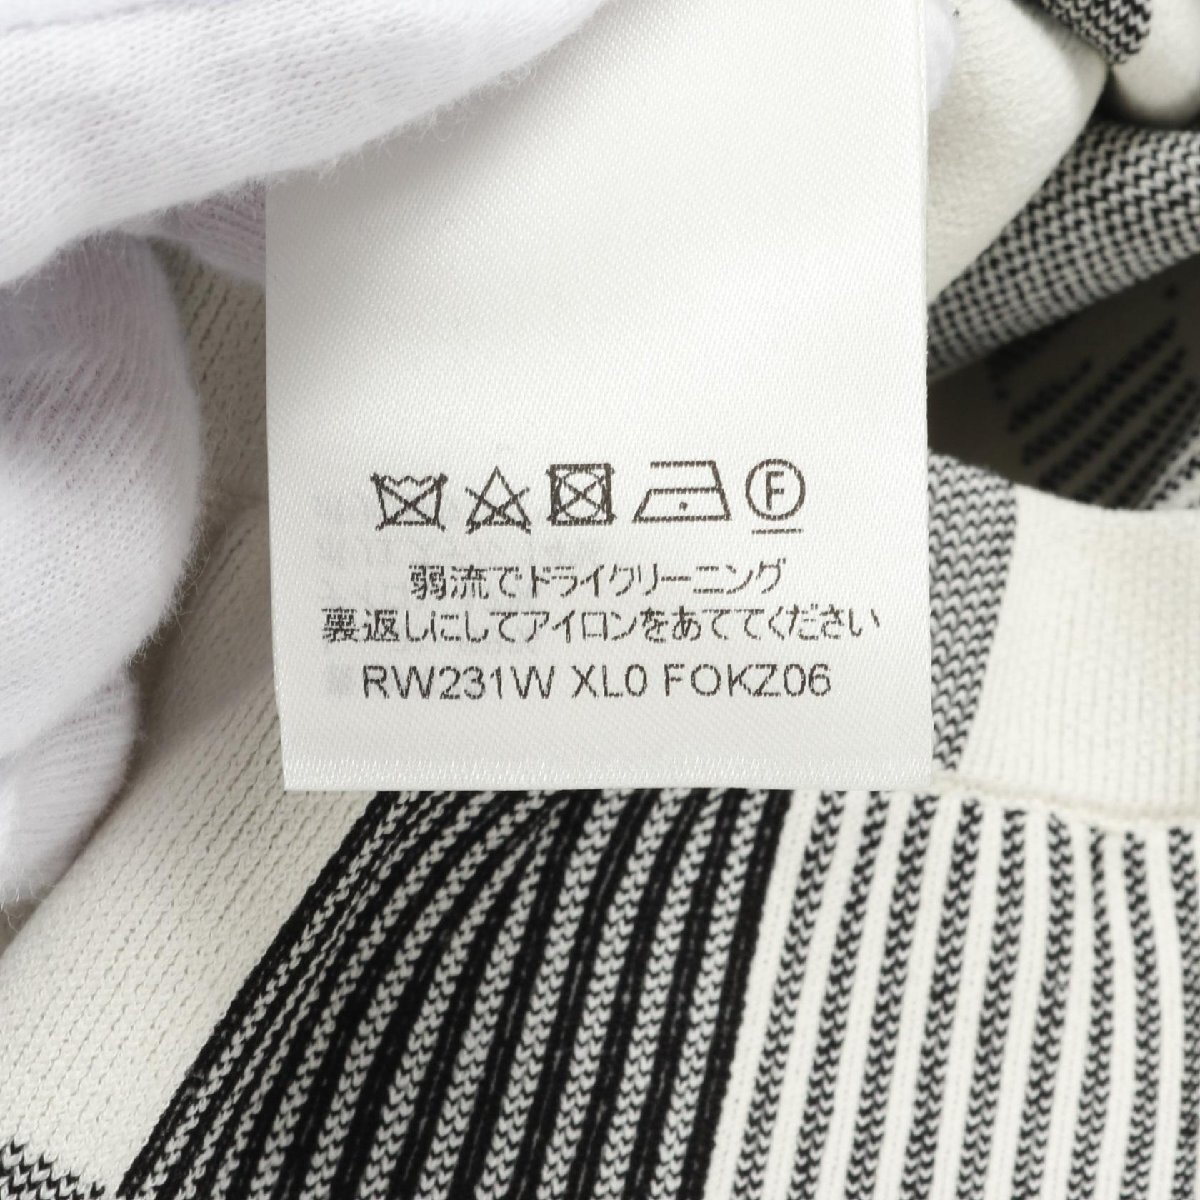 F
弱流でドライクリーニング
裏返しにしてアイロンをあててください
RW231W XL0 FOKZ06